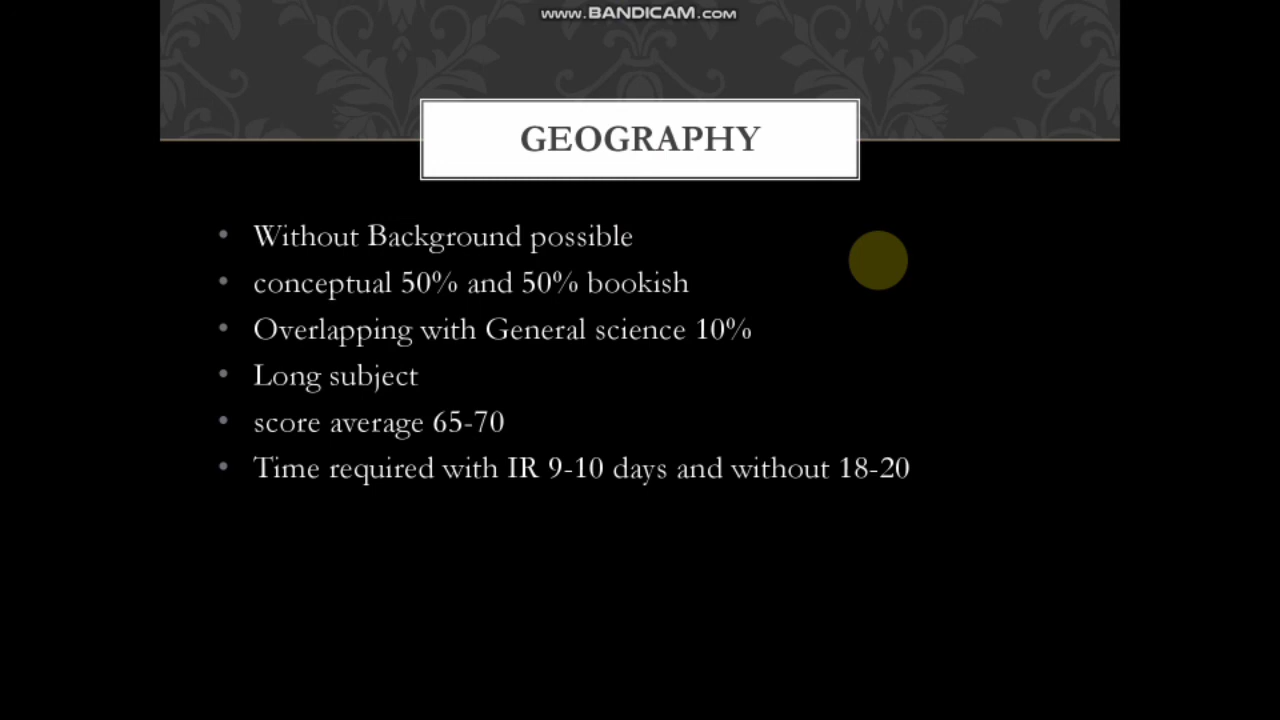 www.BANDICAM.com
GEOGRAPHY
• Without Background possible
• conceptual 50% and 50% bookish
• Overlapping with General science 10%
• Long subject
• score average 65-70
• Time required with IR 9-10 days and without 18-20